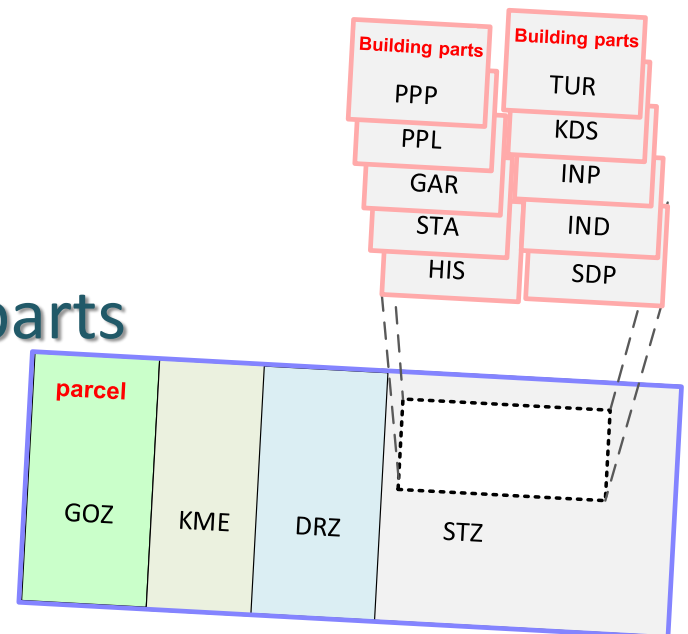 Building parts
PPP
PPL
GAR
STA
HIS
Building parts
TUR
KDS
INP
IND
SDP
parts
parcel
GOZ
KME
DRZ
STZ